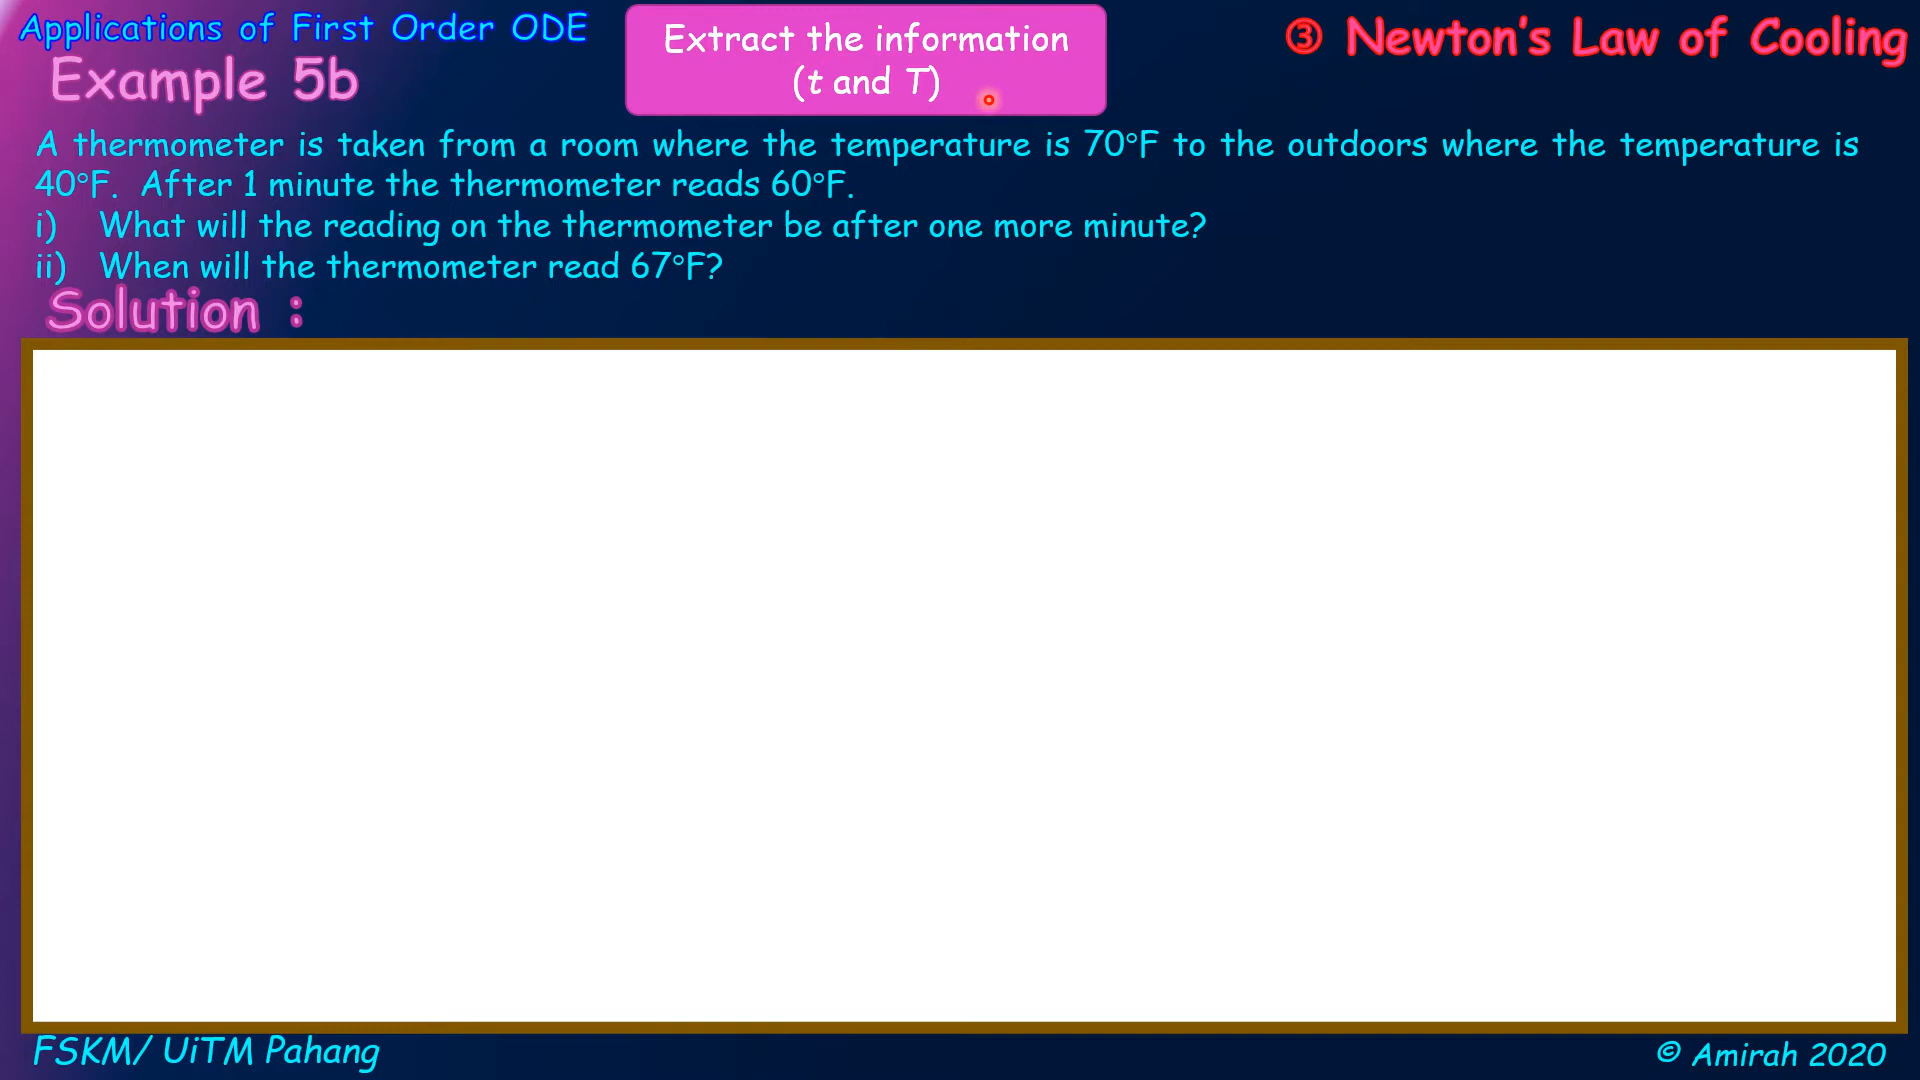 Applications of First Order ODE
Example 5b
Extract the information
(t and T)
③ Newton's Law of Cooling
A thermometer is taken from a room where the temperature is 70°F to the outdoors where the temperature is
40°F. After 1 minute the thermometer reads 60°F.
i) What will the reading on the thermometer be after one more minute?
ii) When will the thermometer read 67°F?
Solution :
FSKM/ UiTM Pahang
© Amirah 2020